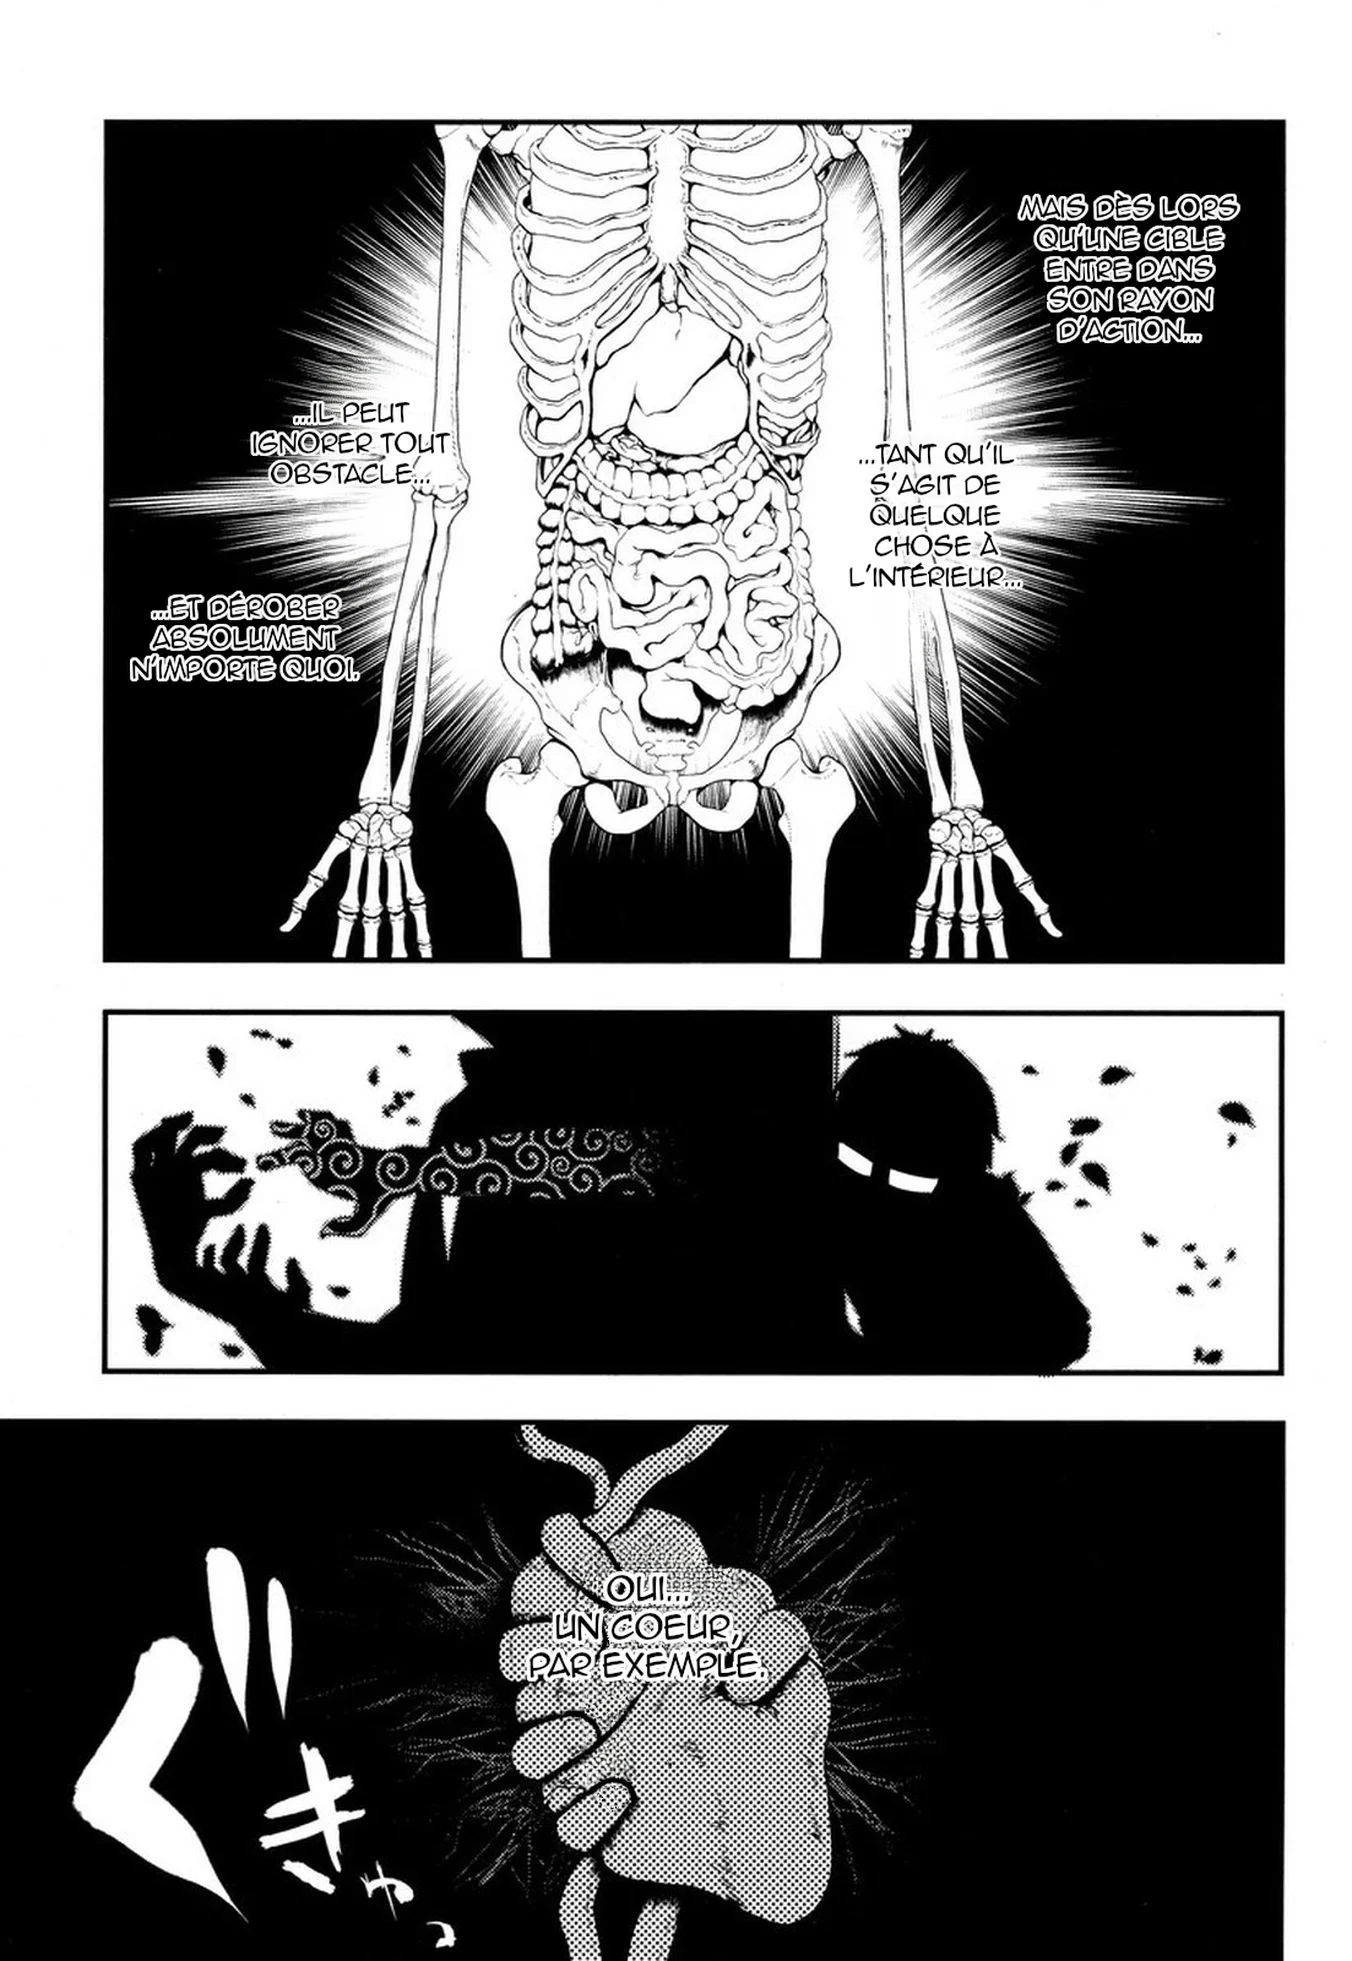 MAIS DÈS LORS
QU'UNE CIBLE
ENTRE DANS
SON RAYON
D'ACTION...
...TANT QU'IL
S'AGIT DE
QUELQUE
CHOSE À
L'INTÉRIEUR...
...IL PEUT
IGNORER TOUT
OBSTACLE...
...ET DÉROBER
ABSOLUMENT
N'IMPORTE QUOI.
OUI...
UN COEUR,
PAR EXEMPLE.
ぐきゅっ